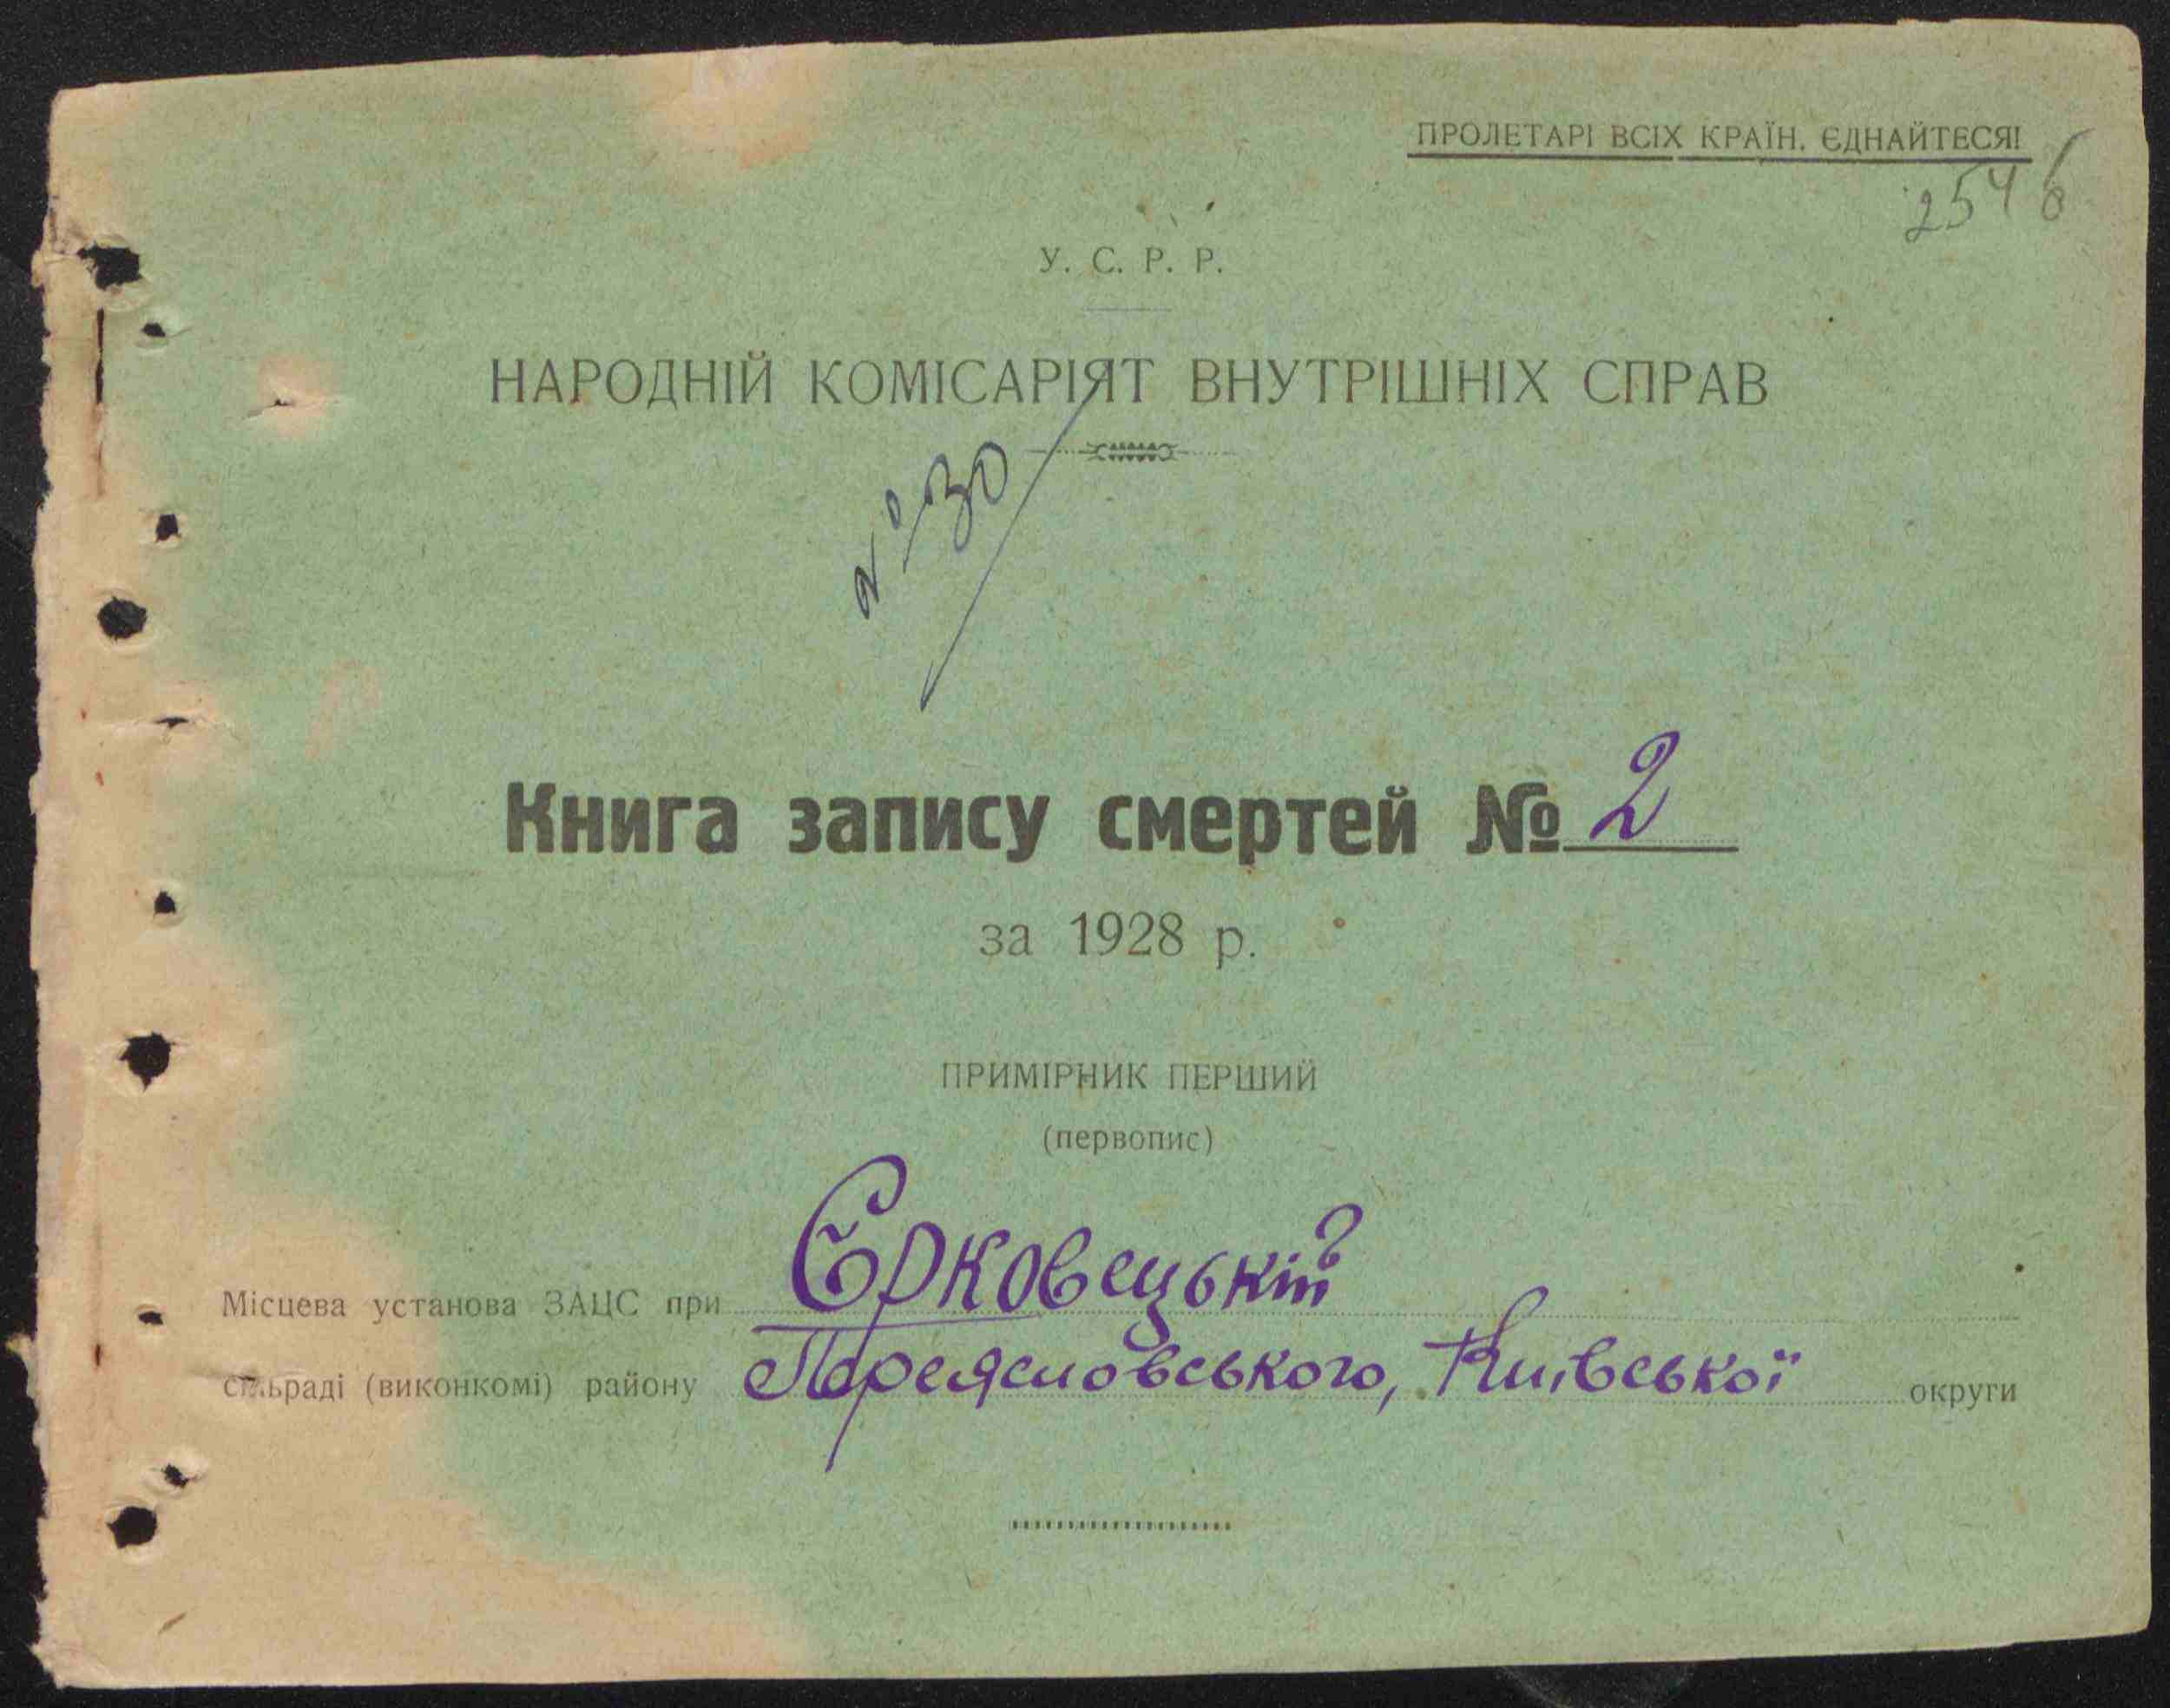 ПРОЛЕТАРІ ВСІХ КРАЇН. ЄДНАЙТЕСЯ!
2546
У. С. Р. Р.
НАРОДНІЙ КОМІСАРІЯТ ВНУТРІШНІХ СПРАВ
№ 30
Книга запису смертей № 2
за 1928 р.
ПРИМІРНИК ПЕРШИЙ
(первопис)
Місцева установа ЗАЦС при Єрковецькій
сільраді (виконкомі) району Переясловського, Київської округи